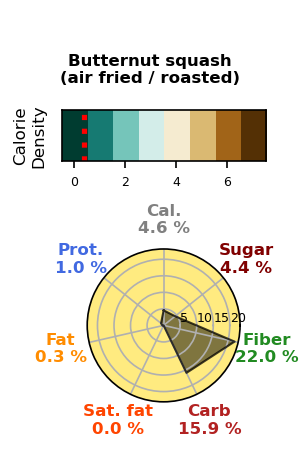 Butternut squash
(air fried / roasted)
Calorie
Density
0 2 4 6
Cal.
4.6 %
Prot.
1.0 %
Sugar
4.4 %
5 10 15 20
Fat
0.3 %
Fiber
22.0 %
Sat. fat
0.0 %
Carb
15.9 %